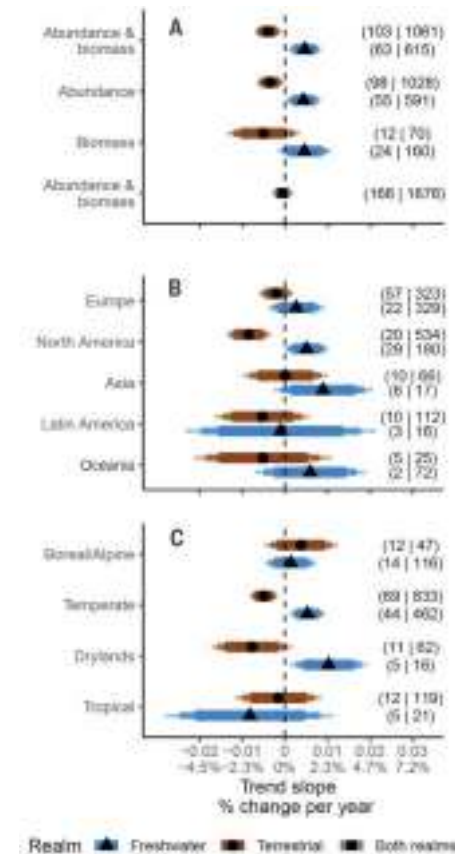 A
Abundance & biomass (103 | 1061)
(63 | 615)
Abundance (98 | 1028)
(55 | 591)
Biomass (12 | 70)
(24 | 160)
Abundance & biomass (166 | 1676)
B
Europe (57 | 323)
(22 | 329)
North America (20 | 534)
(29 | 180)
Asia (10 | 66)
(6 | 17)
Latin America (10 | 112)
(3 | 16)
Oceania (5 | 25)
(2 | 72)
C
Boreal/Alpine (12 | 47)
(14 | 116)
Temperate (69 | 833)
(44 | 462)
Drylands (11 | 62)
(5 | 16)
Tropical (12 | 119)
(5 | 21)
−0.02 −0.01 0 0.01 0.02 0.03
−4.5% −2.3% 0% 2.3% 4.7% 7.2%
Trend slope
% change per year
Realm Freshwater Terrestrial Both realms